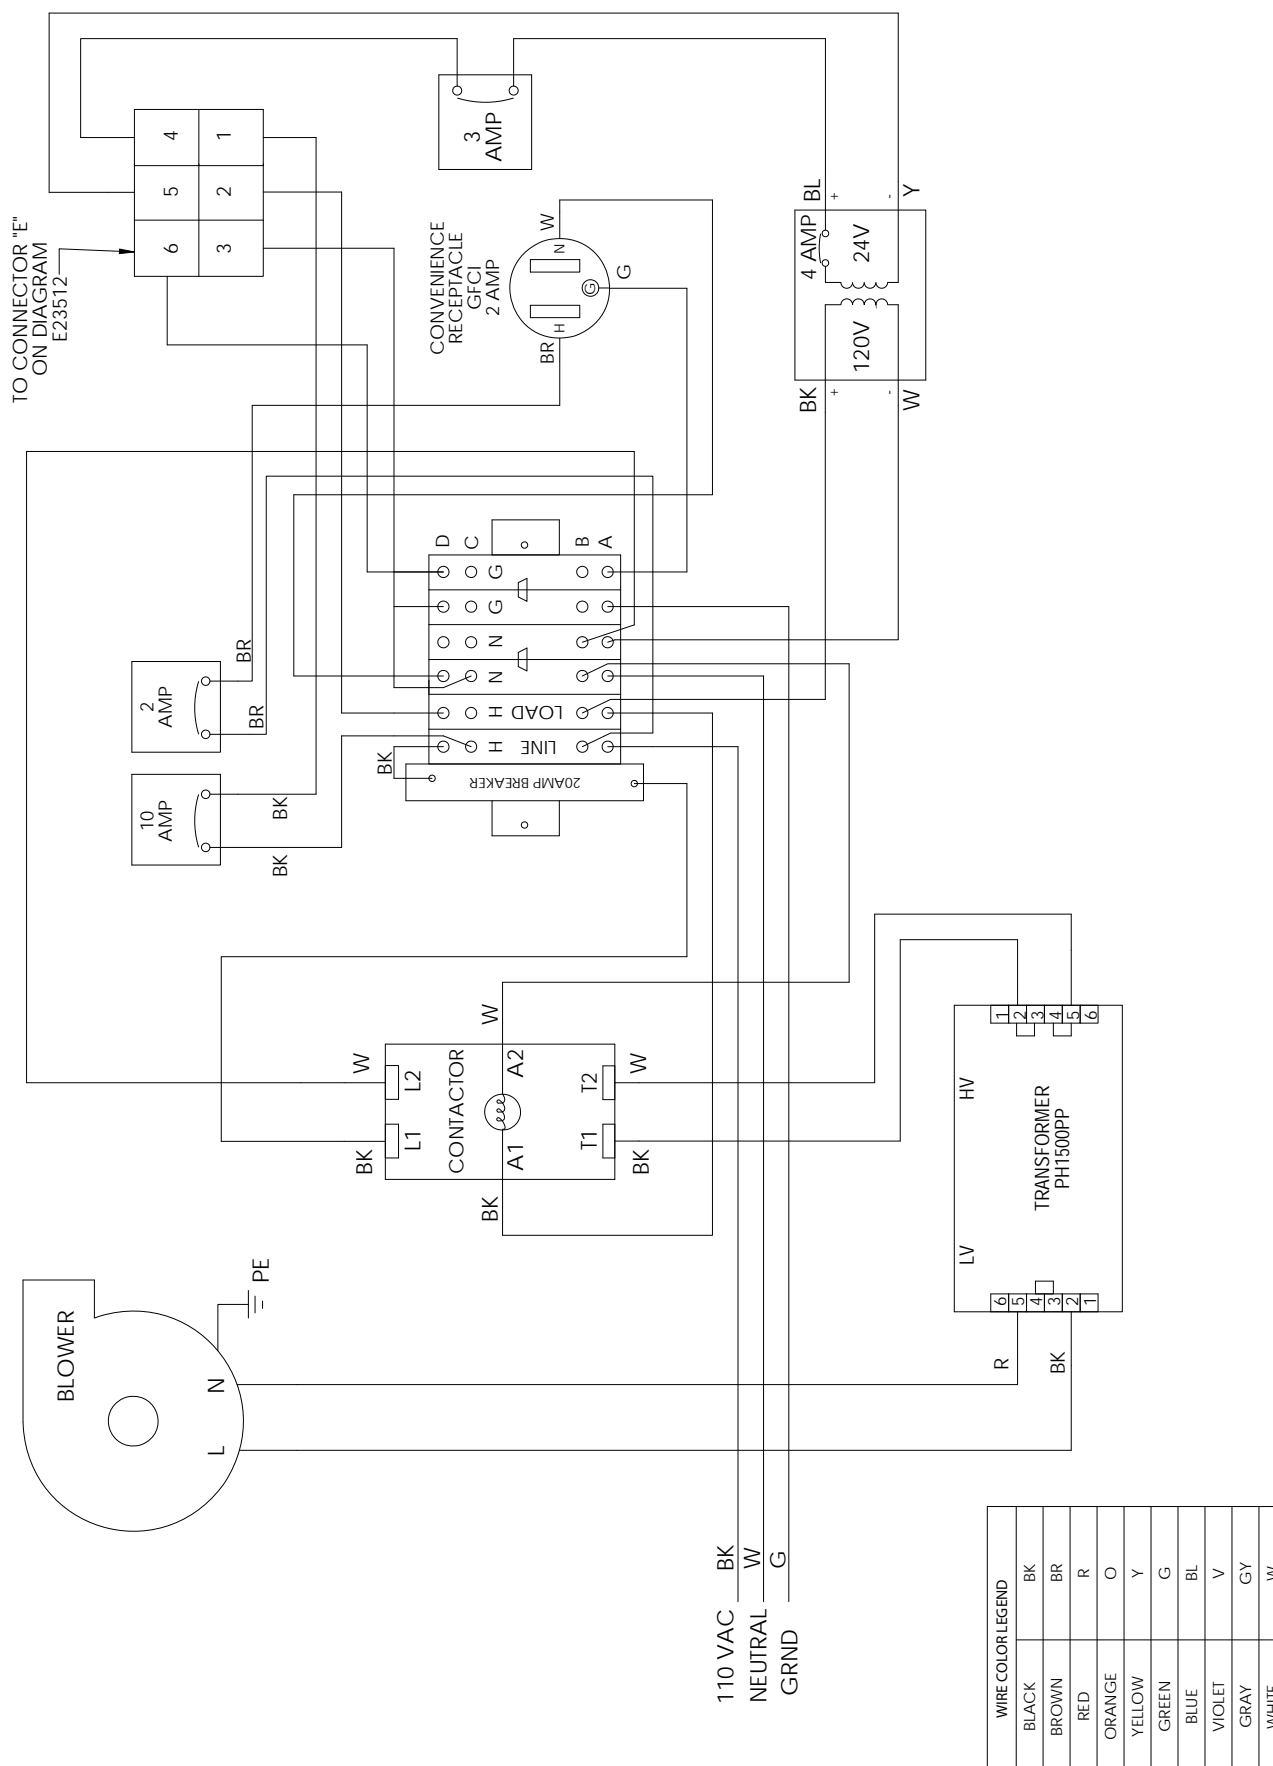 TO CONNECTOR "E"
ON DIAGRAM
E23512
4
1
5
2
6
3
3
AMP
CONVENIENCE
RECEPTACLE
GFCI
2 AMP
W
N
G
G
H
BR
BL
+
-
Y
4 AMP
24V
120V
BK
+
-
W
2
AMP
BR
BR
10
AMP
BK
BK
BK
D
C
B
A
G
G
N
N
H
LOAD
H
LINE
20AMP BREAKER
W
L2
L1
BK
CONTACTOR
W
A2
A1
BK
T2
W
T1
BK
BLOWER
PE
N
L
HV
LV
TRANSFORMER
PH1500PP
1
2
3
4
5
6
6
5
4
3
2
1
R
BK
110 VAC BK
NEUTRAL W
GRND G
WIRE COLOR LEGEND
BLACK BK
BROWN BR
RED R
ORANGE O
YELLOW Y
GREEN G
BLUE BL
VIOLET V
GRAY GY
WHITE W